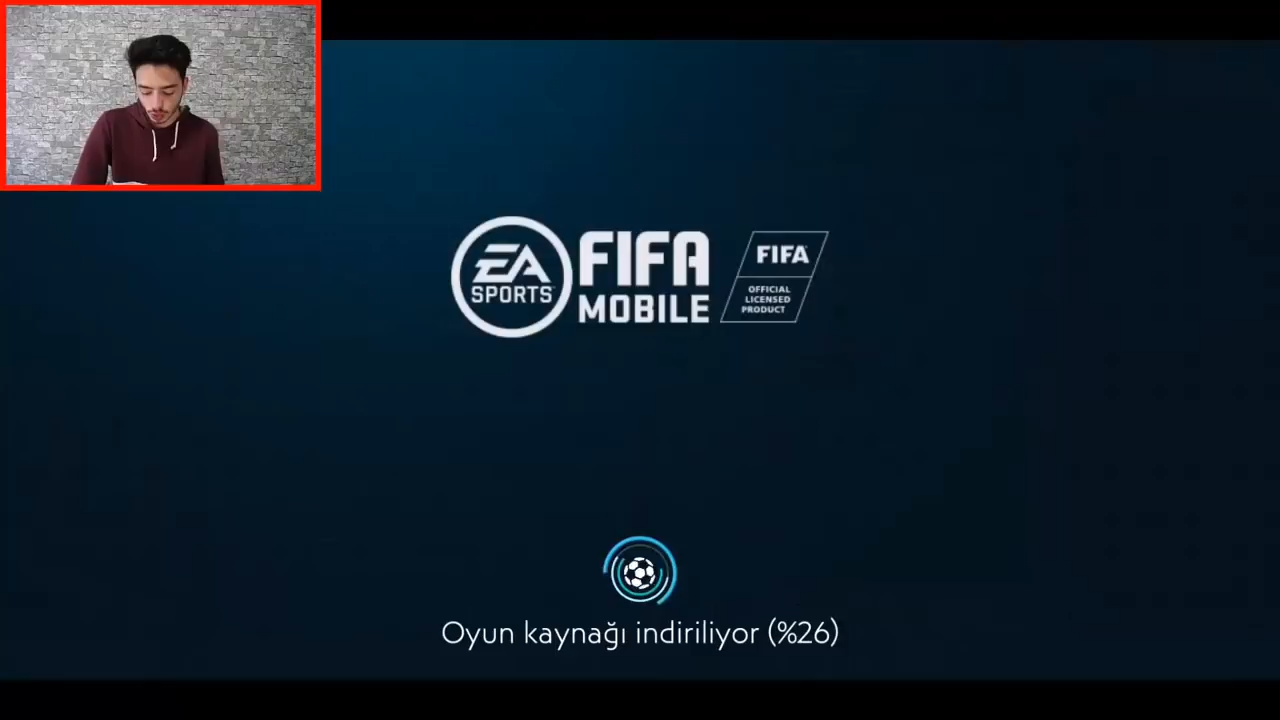 EA
SPORTS
FIFA
MOBILE
FIFA
OFFICIAL
LICENSED
PRODUCT
Oyun kaynağı indiriliyor (%26)